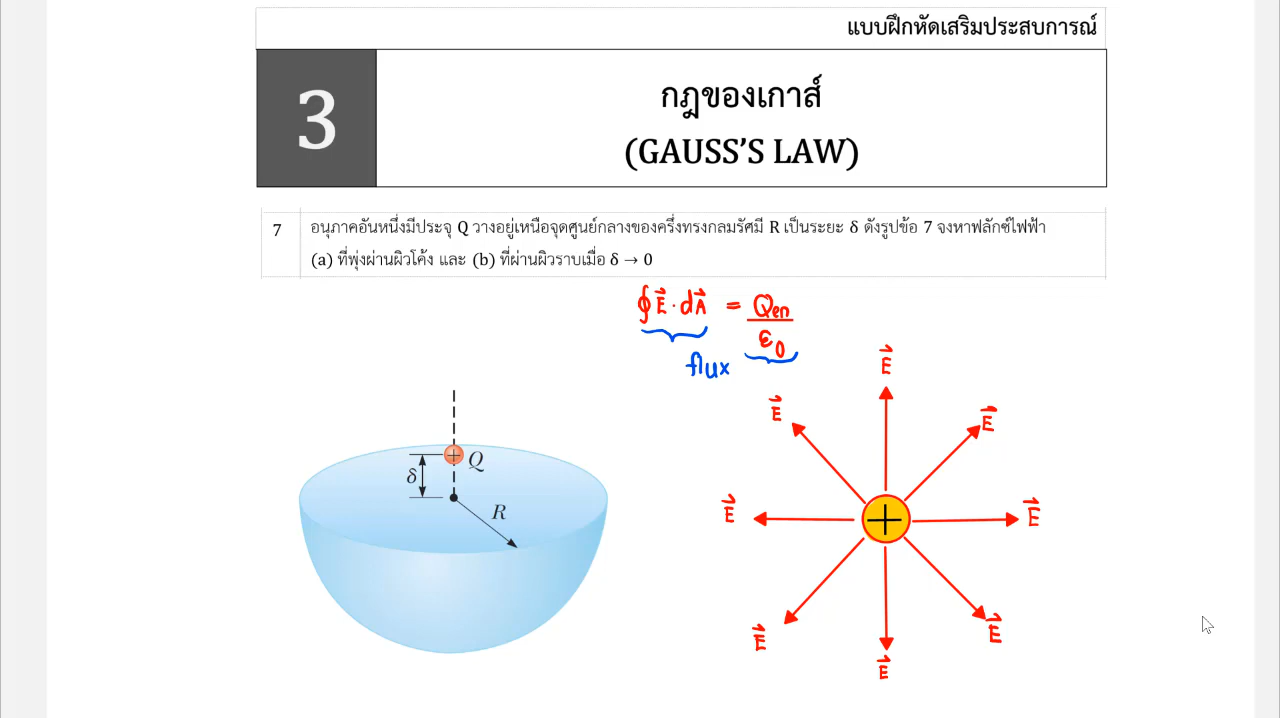 แบบฝึกหัดเสริมประสบการณ์
3
กฎของเกาส์
(GAUSS’S LAW)
7
อนุภาคอันหนึ่งมีประจุ Q วางอยู่เหนือจุดศูนย์กลางของครึ่งทรงกลมรัศมี R เป็นระยะ δ ดังรูปข้อ 7 จงหาฟลักซ์ไฟฟ้า
(a) ที่พุ่งผ่านผิวโค้ง และ (b) ที่ผ่านผิวราบเมื่อ δ → 0
∮E⃗ · dA⃗ = Qen / ε0
flux
E⃗
E⃗
E⃗
E⃗
E⃗
E⃗
E⃗
E⃗
+
+
Q
δ
R